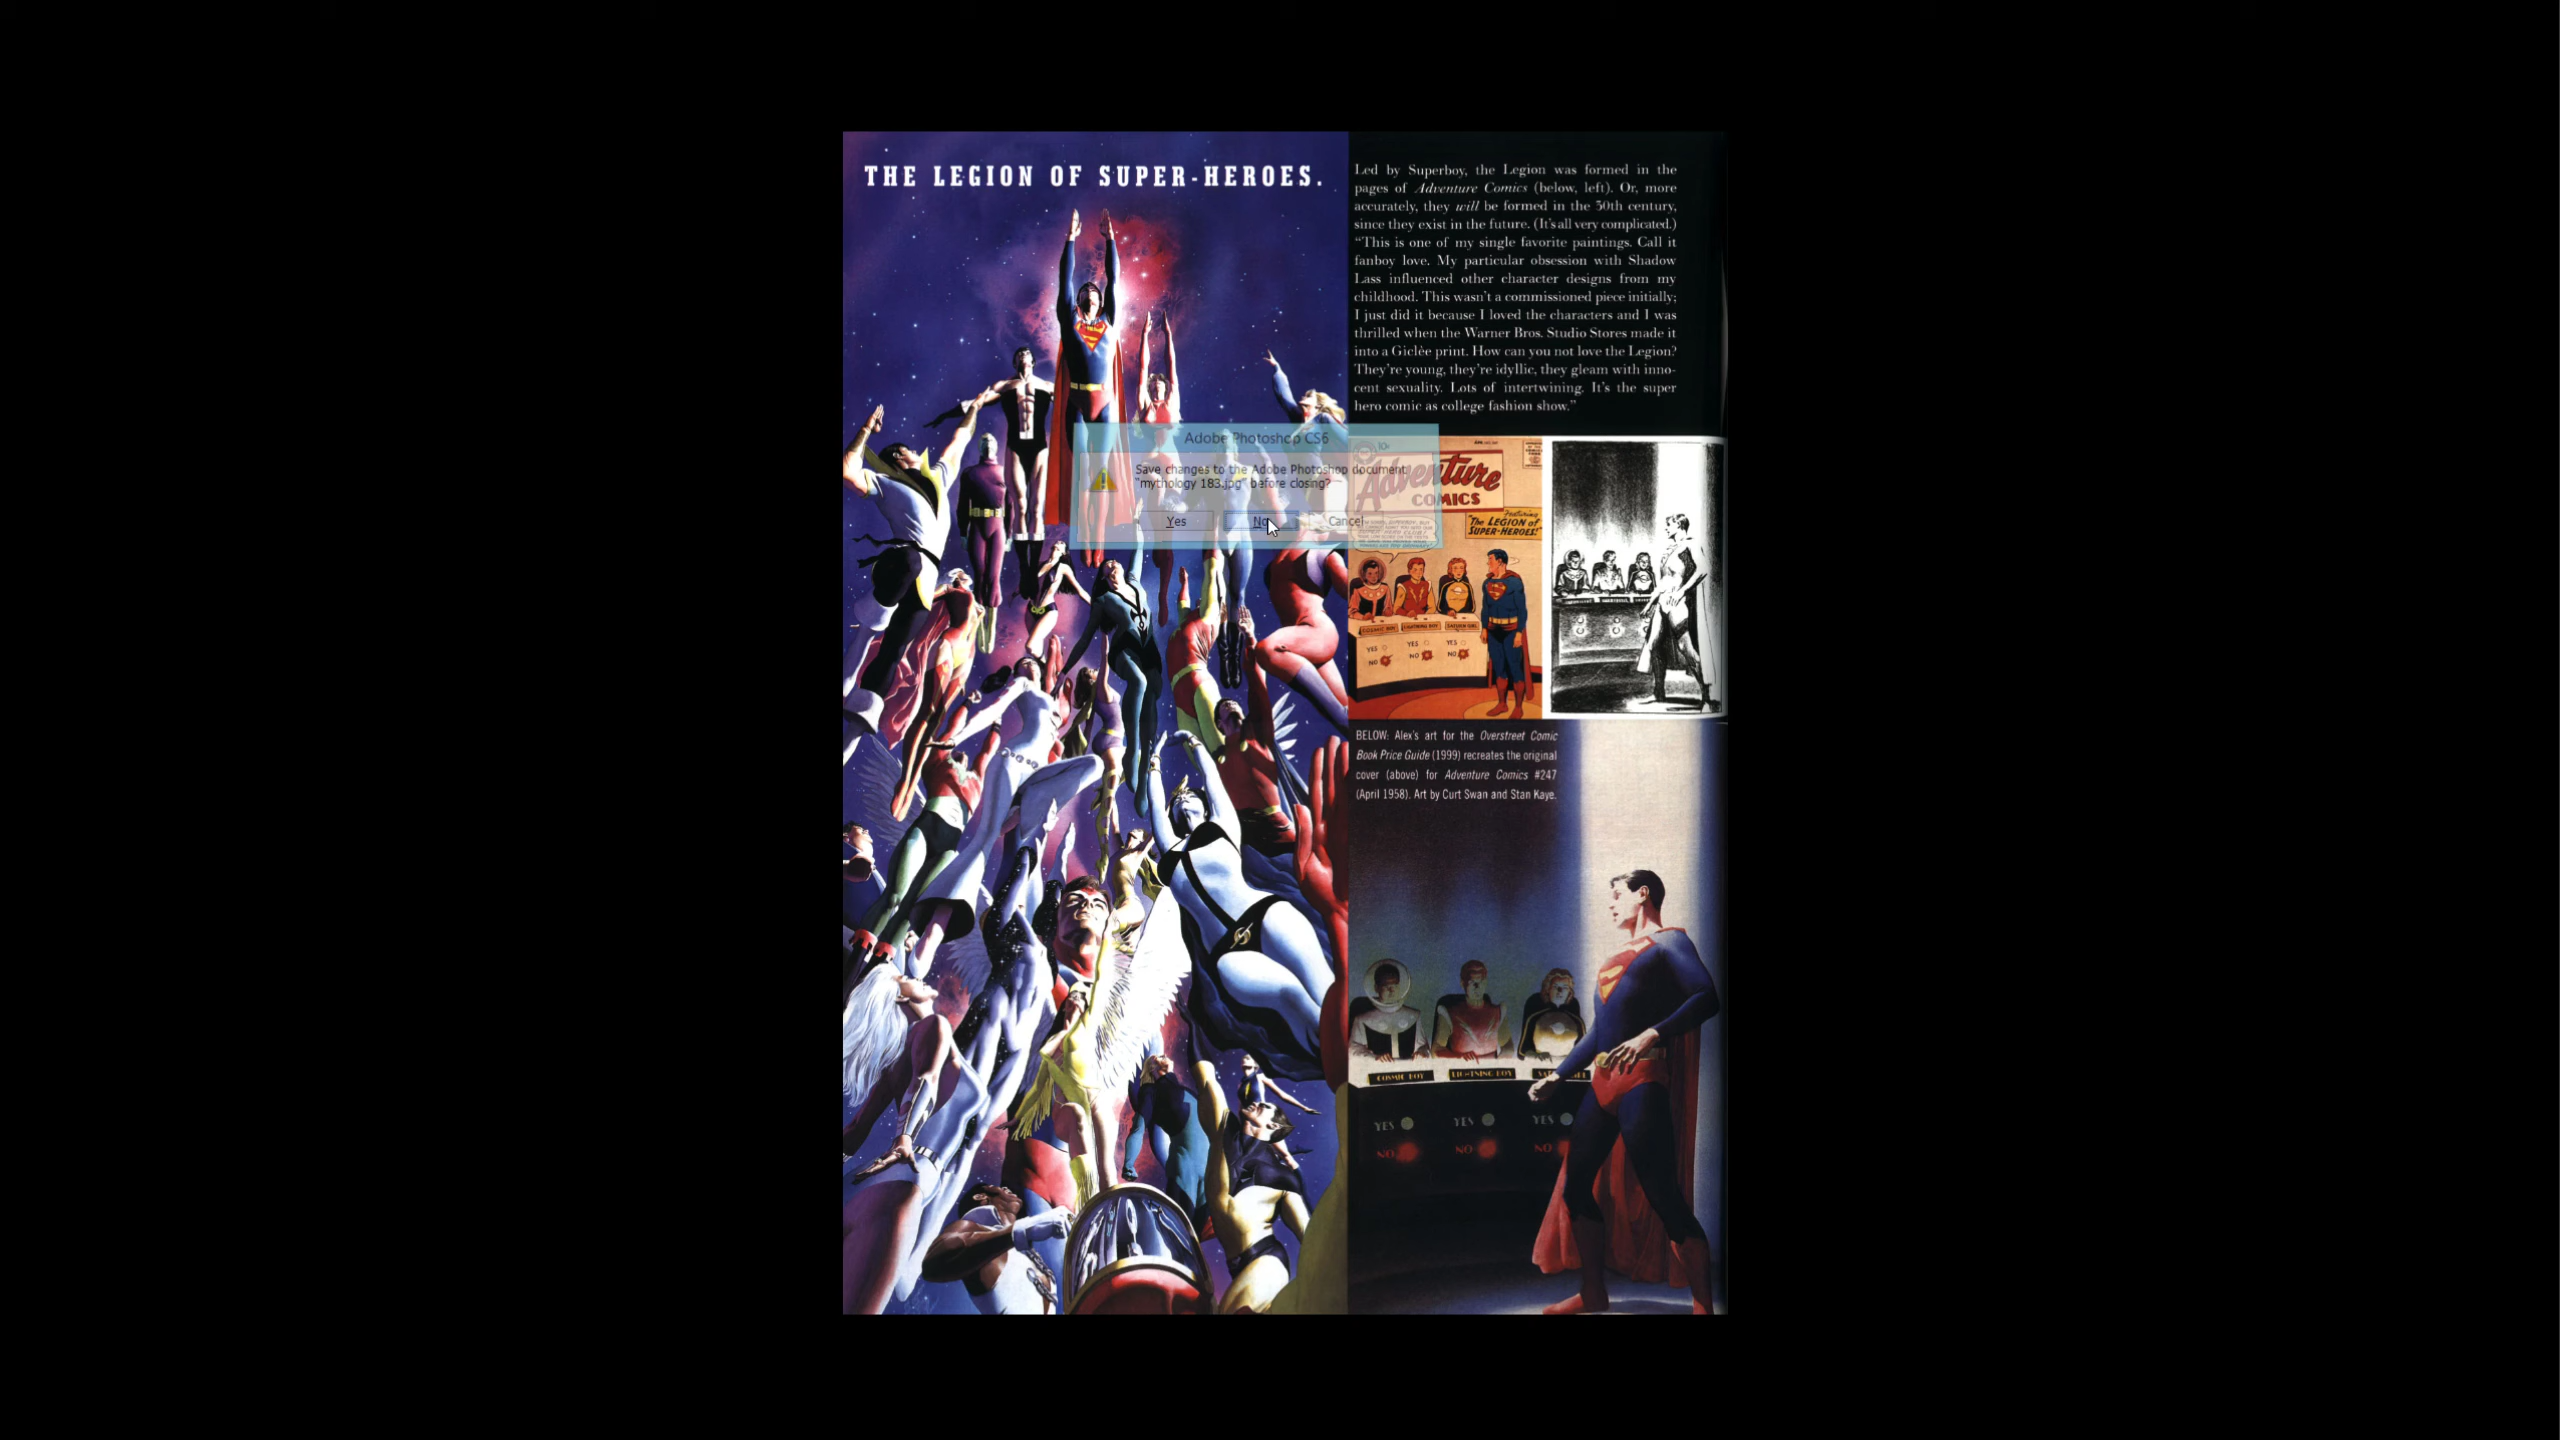 THE LEGION OF SUPER-HEROES.
Led by Superboy, the Legion was formed in the
pages of Adventure Comics (below, left). Or, more
accurately, they will be formed in the 30th century,
since they exist in the future. (It's all very complicated.)
“This is one of my single favorite paintings. Call it
fanboy love. My particular obsession with Shadow
Lass influenced other character designs from my
childhood. This wasn't a commissioned piece initially;
I just did it because I loved the characters and I was
thrilled when the Warner Bros. Studio Stores made it
into a Giclèe print. How can you not love the Legion?
They're young, they're idyllic, they gleam with inno-
cent sexuality. Lots of intertwining. It's the super
hero comic as college fashion show.”
Adobe Photoshop CS6
Save changes to the Adobe Photoshop document
"mythology 183.jpg" before closing?
Yes No Cancel
10c
Adventure
COMICS
Featuring
"The LEGION of
SUPER-HEROES!"
COSMIC BOY LIGHTNING BOY SATURN GIRL
YES YES YES
NO NO NO
BELOW: Alex's art for the Overstreet Comic
Book Price Guide (1999) recreates the original
cover (above) for Adventure Comics #247
(April 1958). Art by Curt Swan and Stan Kaye.
COSMIC BOY LIGHTNING BOY
YES YES YES
NO NO NO